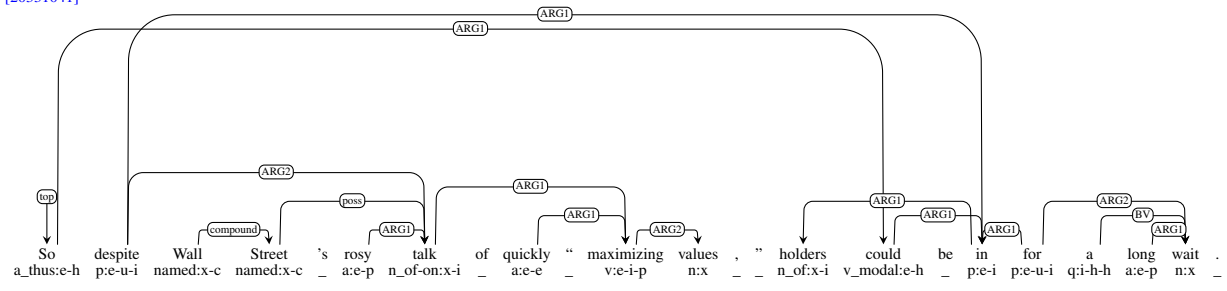 ARG1
ARG1
ARG2
ARG1
top poss ARG1 ARG2
ARG1 ARG1 BV
compound ARG1 ARG2 ARG1 ARG1
So despite Wall Street 's rosy talk of quickly “ maximizing values , ” holders could be in for a long wait .
a_thus:e-h p:e-u-i named:x-c named:x-c _ a:e-p n_of-on:x-i _ a:e-e _ v:e-i-p n:x _ _ n_of:x-i v_modal:e-h _ p:e-i p:e-u-i q:i-h-h a:e-p n:x _